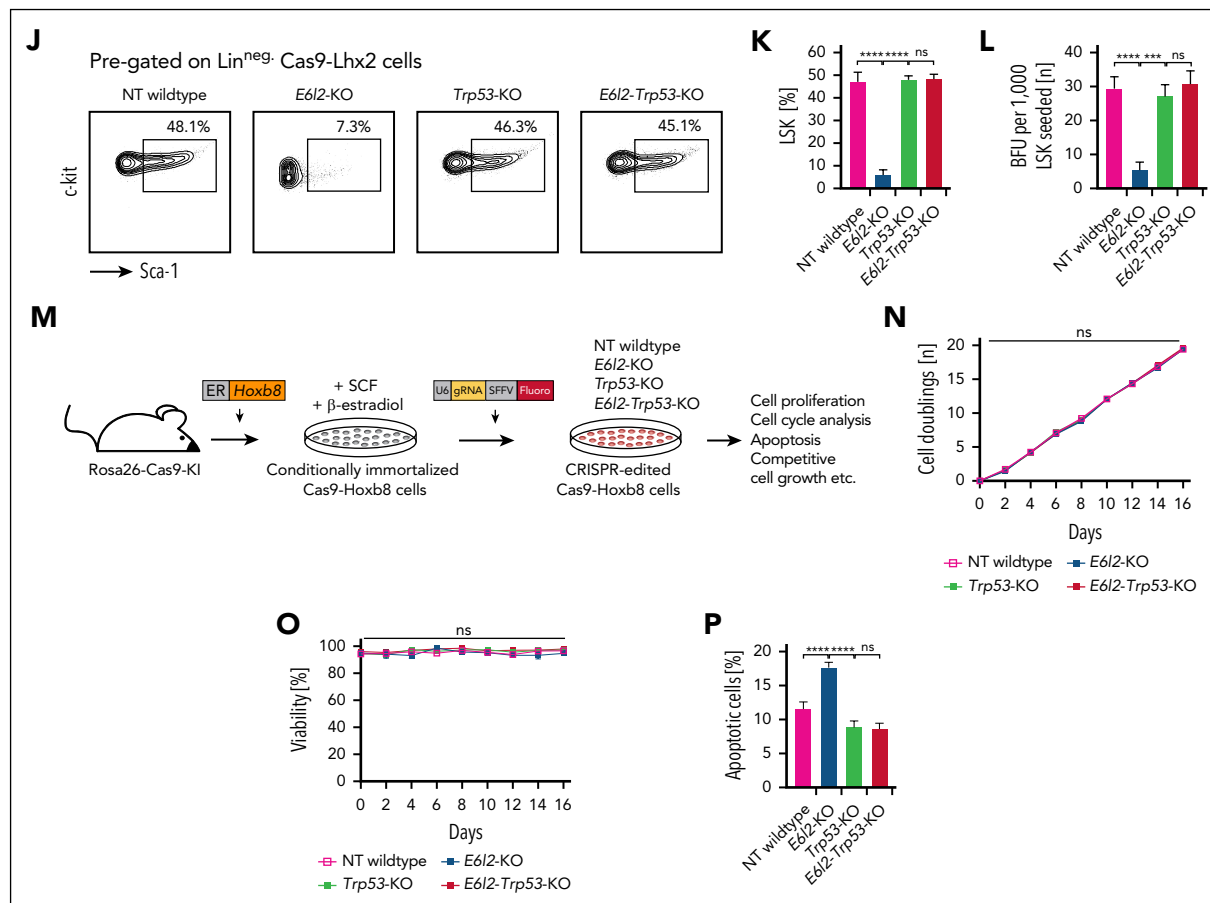 J
Pre-gated on Linneg. Cas9-Lhx2 cells
NT wildtype
E6l2-KO
Trp53-KO
E6l2-Trp53-KO
48.1%
7.3%
46.3%
45.1%
c-kit
Sca-1
K
**** **** ns
LSK [%]
60
50
40
30
20
10
0
NT wildtype
E6l2-KO
Trp53-KO
E6l2-Trp53-KO
L
**** *** ns
BFU per 1,000
LSK seeded [n]
40
30
20
10
0
NT wildtype
E6l2-KO
Trp53-KO
E6l2-Trp53-KO
M
ER Hoxb8
Rosa26-Cas9-KI
+ SCF
+ β-estradiol
Conditionally immortalized
Cas9-Hoxb8 cells
U6 gRNA SFFV Fluoro
NT wildtype
E6l2-KO
Trp53-KO
E6l2-Trp53-KO
CRISPR-edited
Cas9-Hoxb8 cells
Cell proliferation
Cell cycle analysis
Apoptosis
Competitive
cell growth etc.
N
ns
Cell doublings [n]
20
15
10
5
0
0 2 4 6 8 10 12 14 16
Days
NT wildtype E6l2-KO
Trp53-KO E6l2-Trp53-KO
O
ns
Viability [%]
100
80
60
40
20
0
0 2 4 6 8 10 12 14 16
Days
NT wildtype E6l2-KO
Trp53-KO E6l2-Trp53-KO
P
**** **** ns
Apoptotic cells [%]
20
15
10
5
0
NT wildtype
E6l2-KO
Trp53-KO
E6l2-Trp53-KO